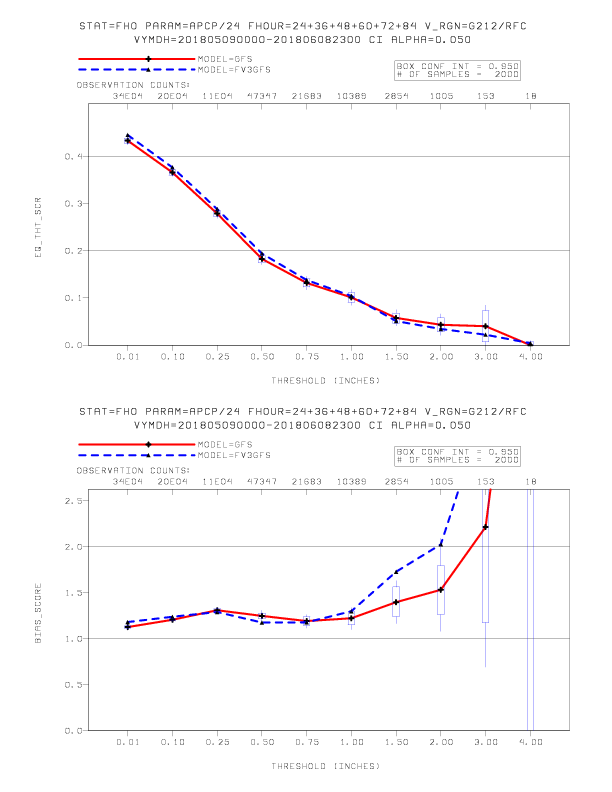 STAT=FHO PARAM=APCP/24 FHOUR=24+36+48+60+72+84 V_RGN=G212/RFC
VYMDH=201805090000-201806082300 CI ALPHA=0.050
MODEL=GFS
MODEL=FV3GFS
BOX CONF INT = 0.950
# OF SAMPLES = 2000
OBSERVATION COUNTS:
34E04 20E04 11E04 47347 21683 10389 2854 1005 153 18
0.4
0.3
0.2
0.1
0.0
EQ_THT_SCR
0.01 0.10 0.25 0.50 0.75 1.00 1.50 2.00 3.00 4.00
THRESHOLD (INCHES)
STAT=FHO PARAM=APCP/24 FHOUR=24+36+48+60+72+84 V_RGN=G212/RFC
VYMDH=201805090000-201806082300 CI ALPHA=0.050
MODEL=GFS
MODEL=FV3GFS
BOX CONF INT = 0.950
# OF SAMPLES = 2000
OBSERVATION COUNTS:
34E04 20E04 11E04 47347 21683 10389 2854 1005 153 18
2.5
2.0
1.5
1.0
0.5
0.0
BIAS_SCORE
0.01 0.10 0.25 0.50 0.75 1.00 1.50 2.00 3.00 4.00
THRESHOLD (INCHES)